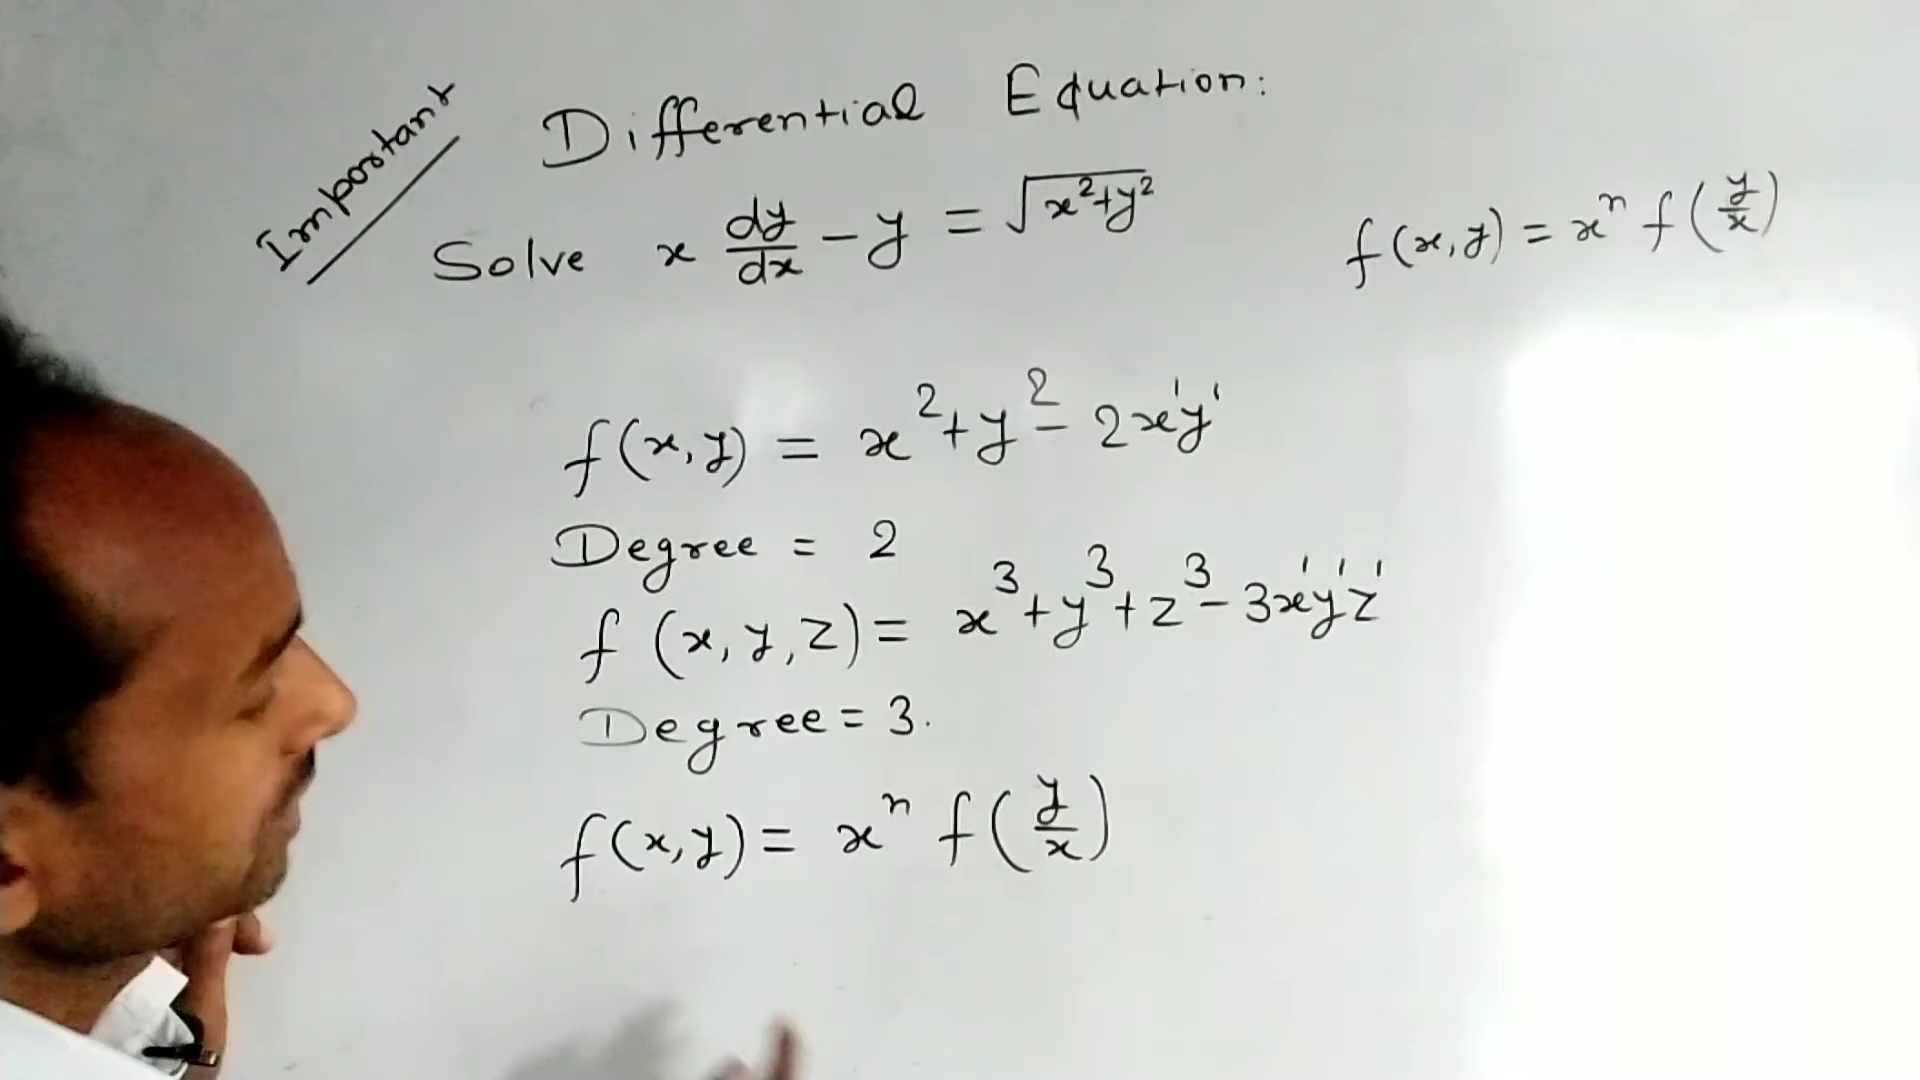 Important
Differential Equation:
Solve x dy/dx - y = √x²+y²
f(x,y) = xⁿ f(y/x)
f(x,y) = x²+y²- 2x'y'
Degree = 2
f (x,y,z)= x³+y³+z³- 3x'y'z'
Degree = 3.
f(x,y)= xⁿ f(y/x)